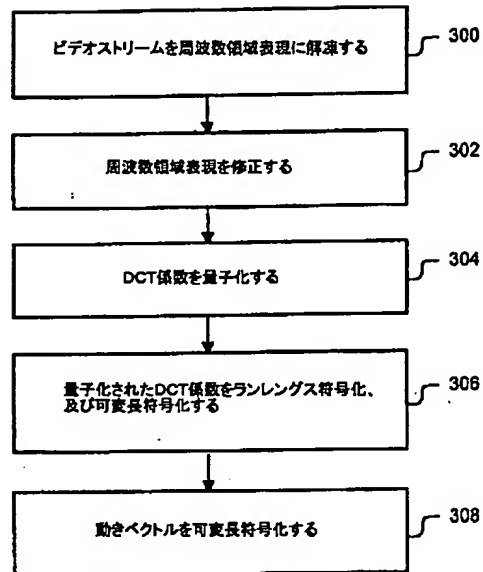 ビデオストリームを周波数領域表現に解凍する
300
周波数領域表現を修正する
302
DCT係数を量子化する
304
量子化されたDCT係数をランレングス符号化、
及び可変長符号化する
306
動きベクトルを可変長符号化する
308